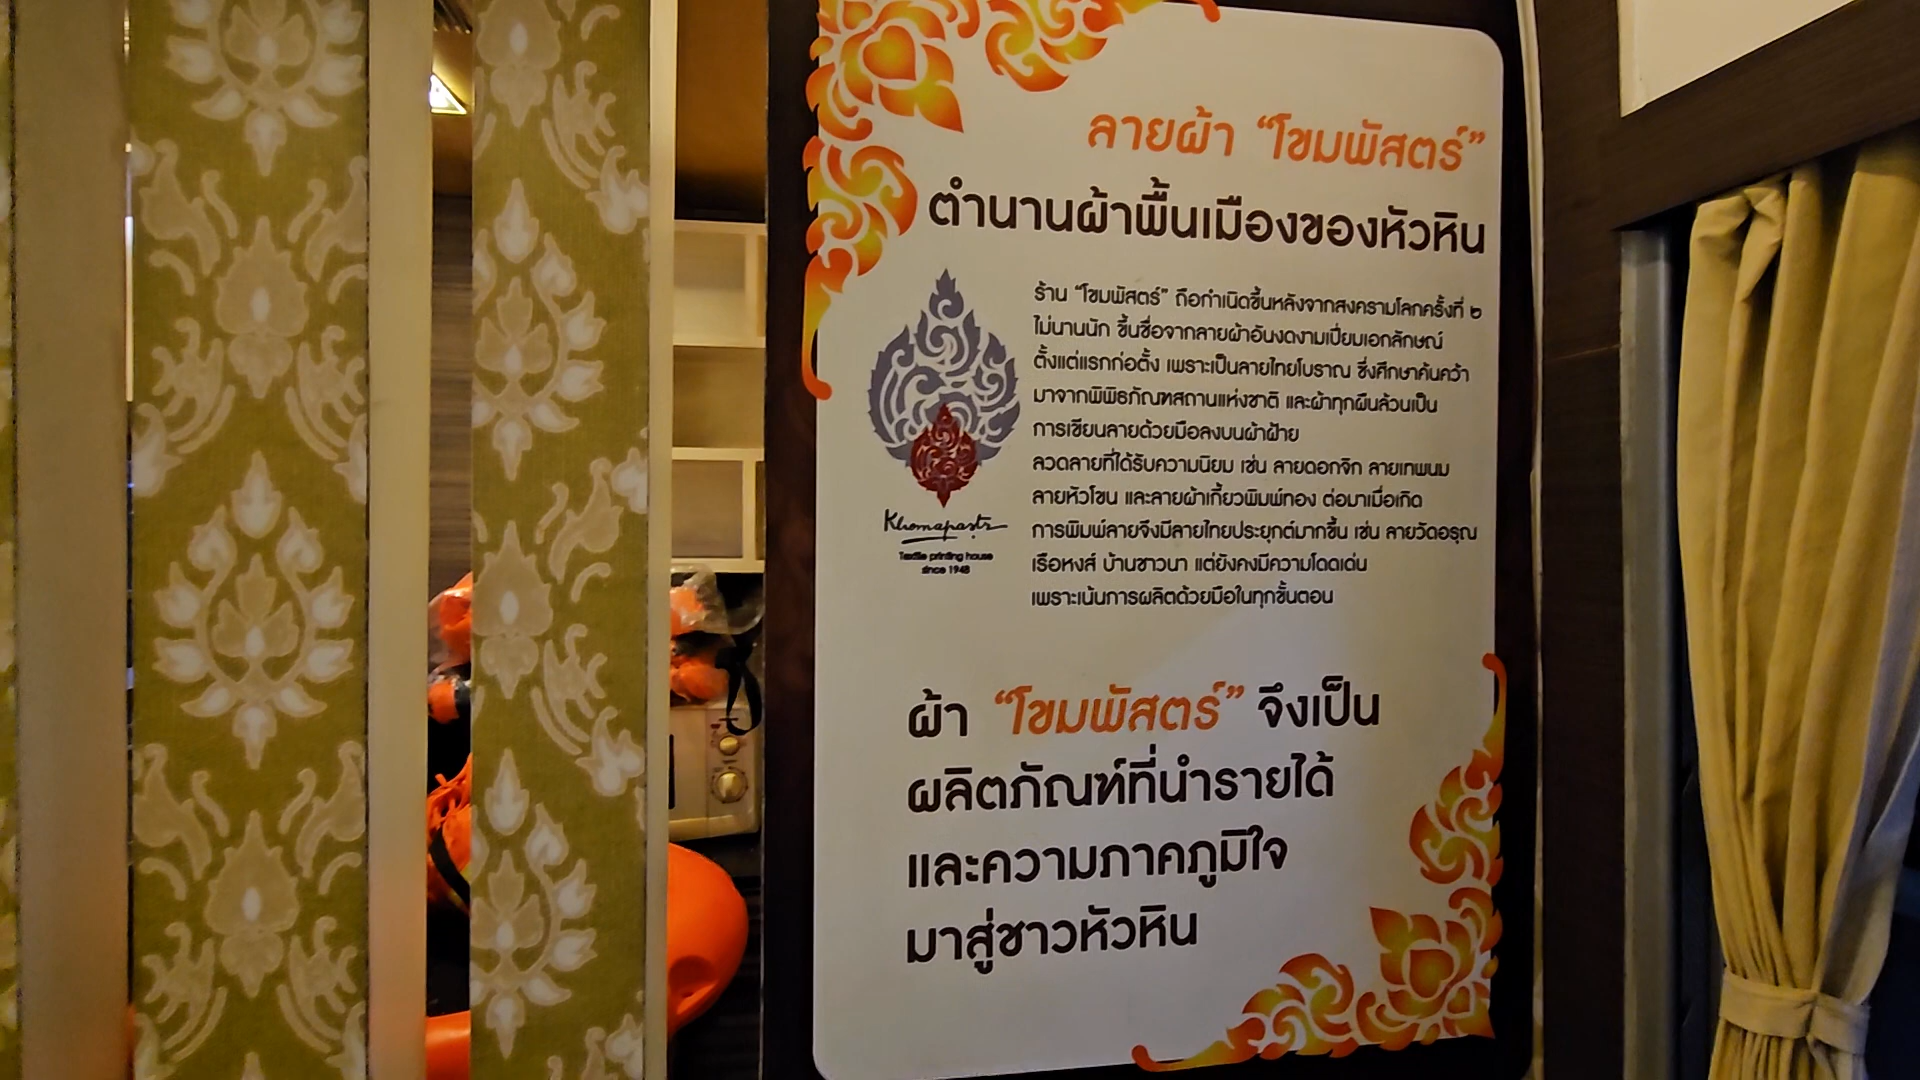 ลายผ้า “โขมพัสตร์”
ตำนานผ้าพื้นเมืองของหัวหิน
ร้าน “โขมพัสตร์” ถือกำเนิดขึ้นหลังจากสงครามโลกครั้งที่ ๒
ไม่นานนัก ขึ้นชื่อจากลายผ้าอันงดงามเปี่ยมเอกลักษณ์
ตั้งแต่แรกก่อตั้ง เพราะเป็นลายไทยโบราณ ซึ่งศึกษาค้นคว้า
มาจากพิพิธภัณฑสถานแห่งชาติ และผ้าทุกผืนล้วนเป็น
การเขียนลายด้วยมือลงบนผ้าฝ้าย
ลวดลายที่ได้รับความนิยม เช่น ลายดอกจิก ลายเทพนม
ลายหัวโขน และลายผ้าเกี้ยวพิมพ์ทอง ต่อมาเมื่อเกิด
การพิมพ์ลายจึงมีลายไทยประยุกต์มากขึ้น เช่น ลายวัดอรุณ
เรือหงส์ บ้านชาวนา แต่ยังคงมีความโดดเด่น
เพราะเน้นการผลิตด้วยมือในทุกขั้นตอน
Khomapastr
Textile printing house
since 1948
ผ้า “โขมพัสตร์” จึงเป็น
ผลิตภัณฑ์ที่นำรายได้
และความภาคภูมิใจ
มาสู่ชาวหัวหิน